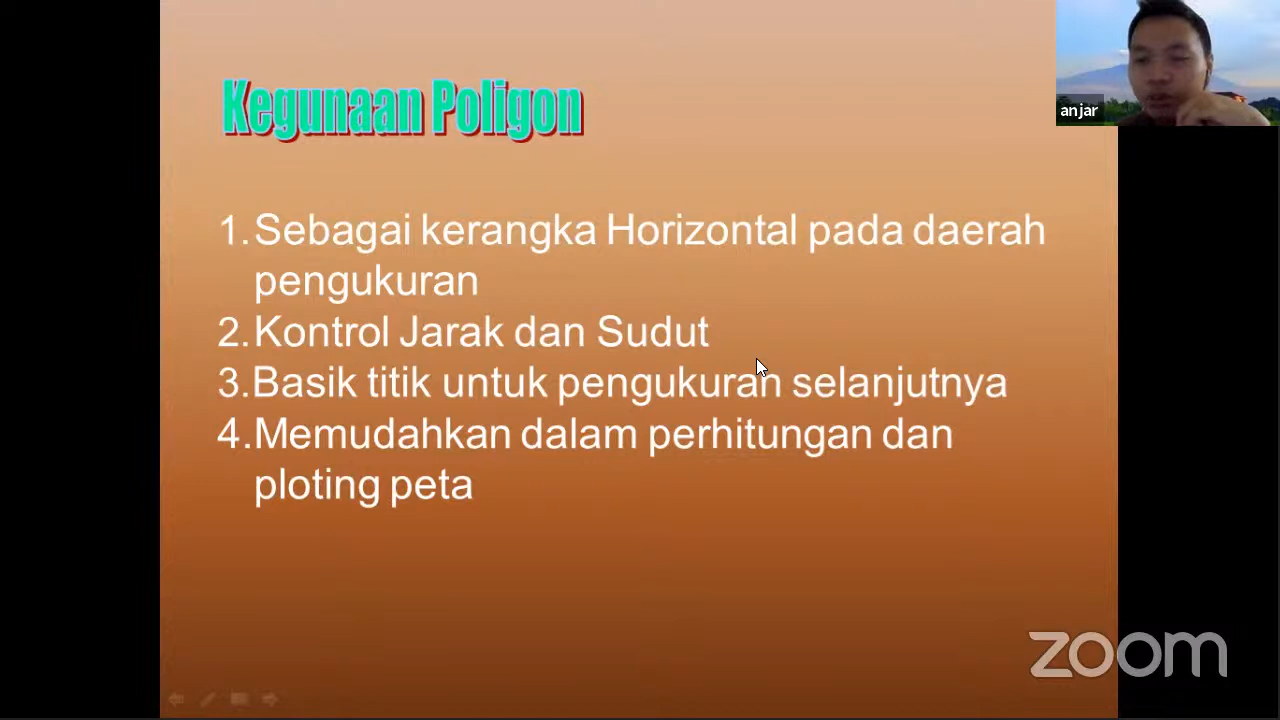 Kegunaan Poligon
anjar
1. Sebagai kerangka Horizontal pada daerah
pengukuran
2. Kontrol Jarak dan Sudut
3. Basik titik untuk pengukuran selanjutnya
4. Memudahkan dalam perhitungan dan
ploting peta
zoom